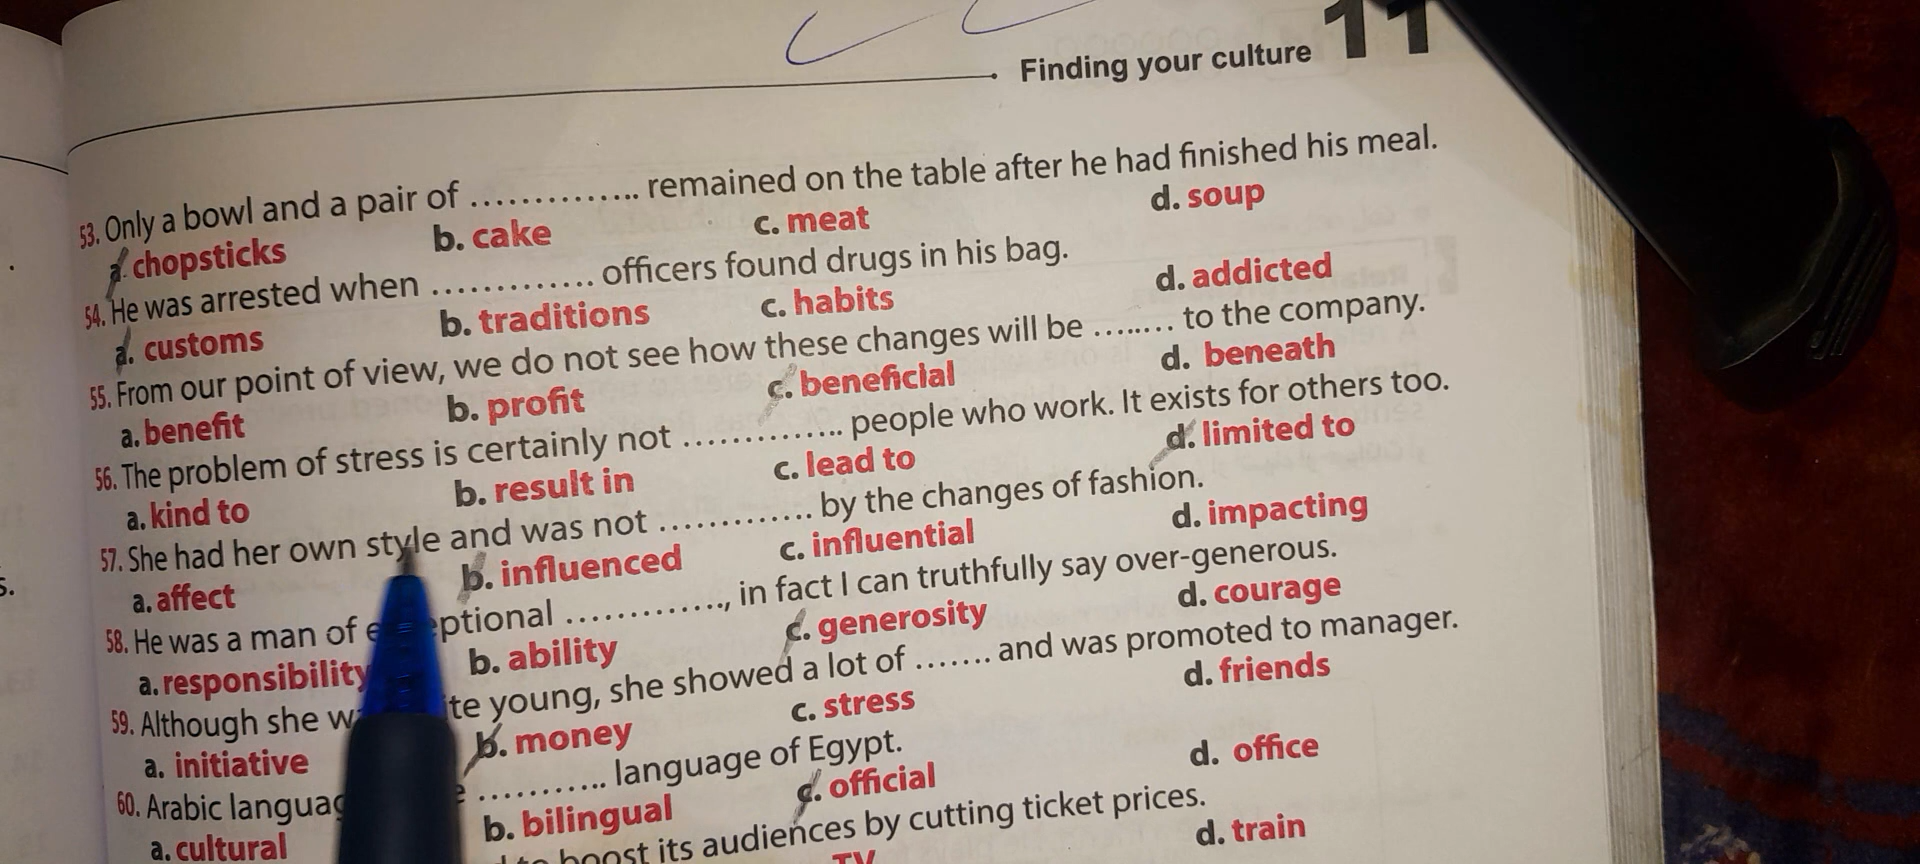 Finding your culture 11
53. Only a bowl and a pair of .............. remained on the table after he had finished his meal.
a. chopsticks b. cake c. meat d. soup
54. He was arrested when .............. officers found drugs in his bag.
a. customs b. traditions c. habits d. addicted
55. From our point of view, we do not see how these changes will be ........ to the company.
a. benefit b. profit c. beneficial d. beneath
56. The problem of stress is certainly not .............. people who work. It exists for others too.
a. kind to b. result in c. lead to d. limited to
57. She had her own style and was not .............. by the changes of fashion.
a. affect b. influenced c. influential d. impacting
58. He was a man of e ptional .............., in fact I can truthfully say over-generous.
a. responsibility b. ability c. generosity d. courage
59. Although she w te young, she showed a lot of ....... and was promoted to manager.
a. initiative b. money c. stress d. friends
60. Arabic languag ........... language of Egypt.
a. cultural b. bilingual c. official d. office
to boost its audiences by cutting ticket prices.
TV d. train